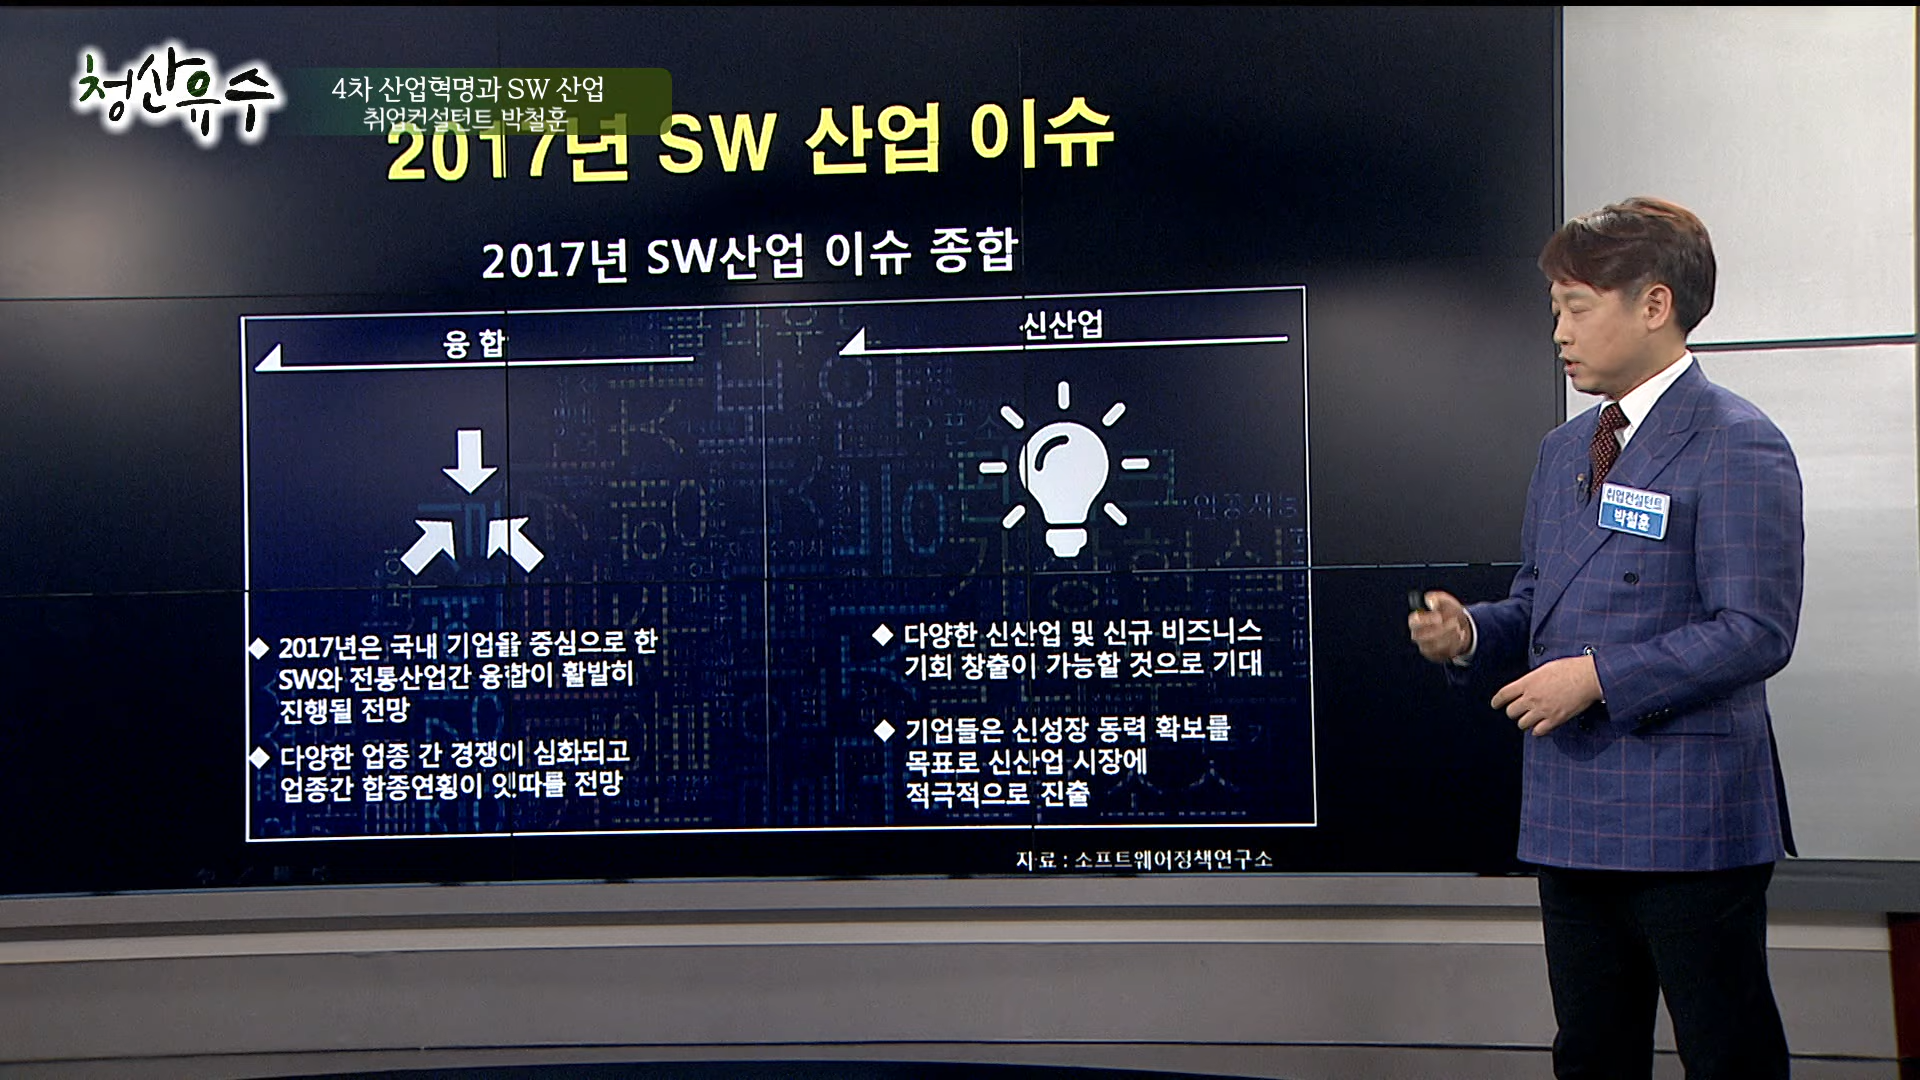 청산유수
4차 산업혁명과 SW 산업
취업컨설턴트 박철훈
2017년 SW 산업 이슈
2017년 SW산업 이슈 종합
융 합
신산업
◆ 2017년은 국내 기업을 중심으로 한
SW와 전통산업간 융합이 활발히
진행될 전망
◆ 다양한 업종 간 경쟁이 심화되고
업종간 합종연횡이 잇따를 전망
◆ 다양한 신산업 및 신규 비즈니스
기회 창출이 가능할 것으로 기대
◆ 기업들은 신성장 동력 확보를
목표로 신산업 시장에
적극적으로 진출
자료 : 소프트웨어정책연구소
취업컨설턴트
박철훈